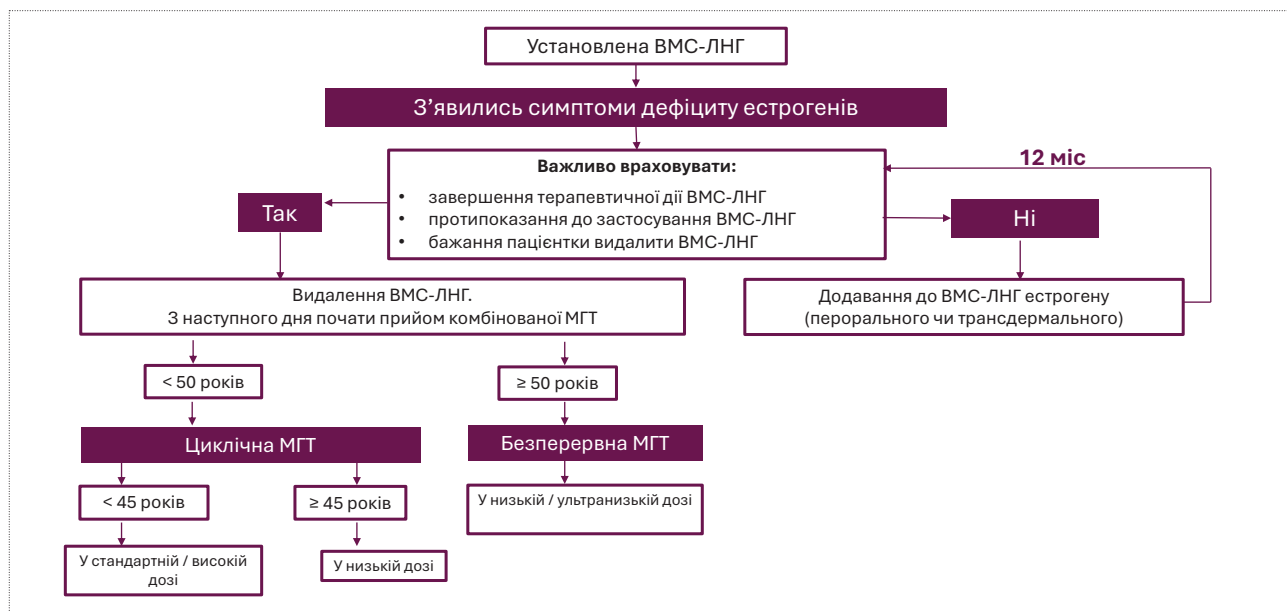 Установлена ВМС-ЛНГ
З’явились симптоми дефіциту естрогенів
12 міс
Важливо враховувати:
• завершення терапевтичної дії ВМС-ЛНГ
• протипоказання до застосування ВМС-ЛНГ
• бажання пацієнтки видалити ВМС-ЛНГ
Так
Ні
Видалення ВМС-ЛНГ.
З наступного дня почати прийом комбінованої МГТ
Додавання до ВМС-ЛНГ естрогену
(перорального чи трансдермального)
< 50 років
≥ 50 років
Циклічна МГТ
Безперервна МГТ
< 45 років
≥ 45 років
У низькій / ультранизькій дозі
У стандартній / високій
дозі
У низькій дозі